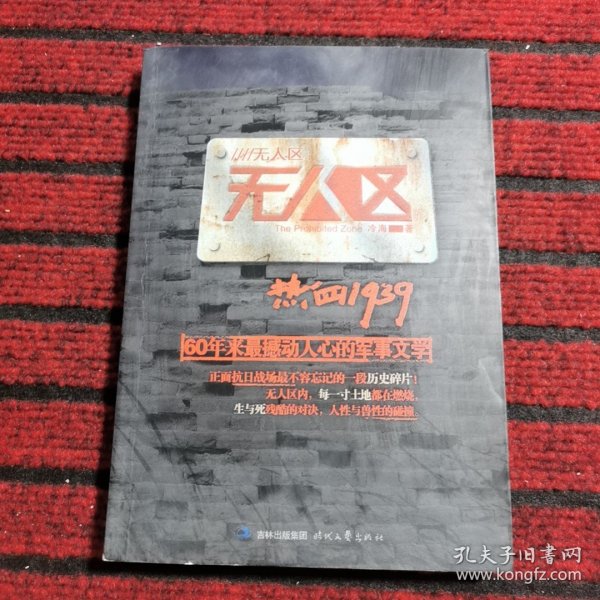 无人区
无人区
The Prohibited Zone 冷海 著
热血1939
60年来最撼动人心的军事文学
正面抗日战场最不容忘记的一段历史碎片!
无人区内,每一寸土地都在燃烧,
生与死残酷的对决,人性与兽性的碰撞。
吉林出版集团 时代文艺出版社
孔夫子旧书网
www.kongfz.com